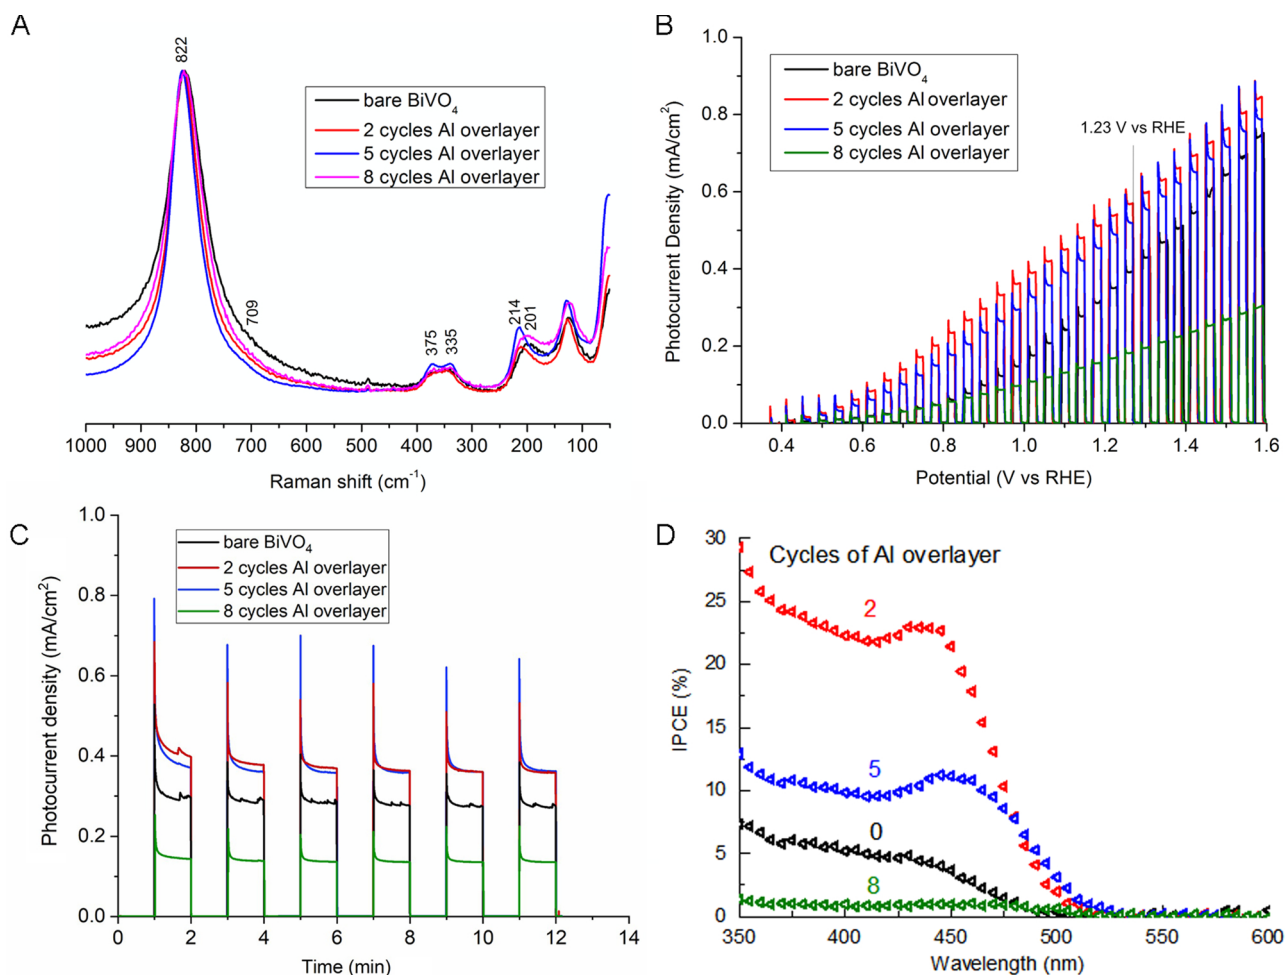 A
822
bare BiVO4
2 cycles Al overlayer
5 cycles Al overlayer
8 cycles Al overlayer
709
375
335
214
201
1000 900 800 700 600 500 400 300 200 100
Raman shift (cm-1)
B
1.0
0.8
0.6
0.4
0.2
0.0
Photocurrent Density (mA/cm2)
bare BiVO4
2 cycles Al overlayer
5 cycles Al overlayer
8 cycles Al overlayer
1.23 V vs RHE
0.4 0.6 0.8 1.0 1.2 1.4 1.6
Potential (V vs RHE)
C
1.0
0.8
0.6
0.4
0.2
0.0
Photocurrent density (mA/cm2)
bare BiVO4
2 cycles Al overlayer
5 cycles Al overlayer
8 cycles Al overlayer
0 2 4 6 8 10 12 14
Time (min)
D
30
25
20
15
10
5
0
IPCE (%)
Cycles of Al overlayer
2
5
0
8
350 400 450 500 550 600
Wavelength (nm)